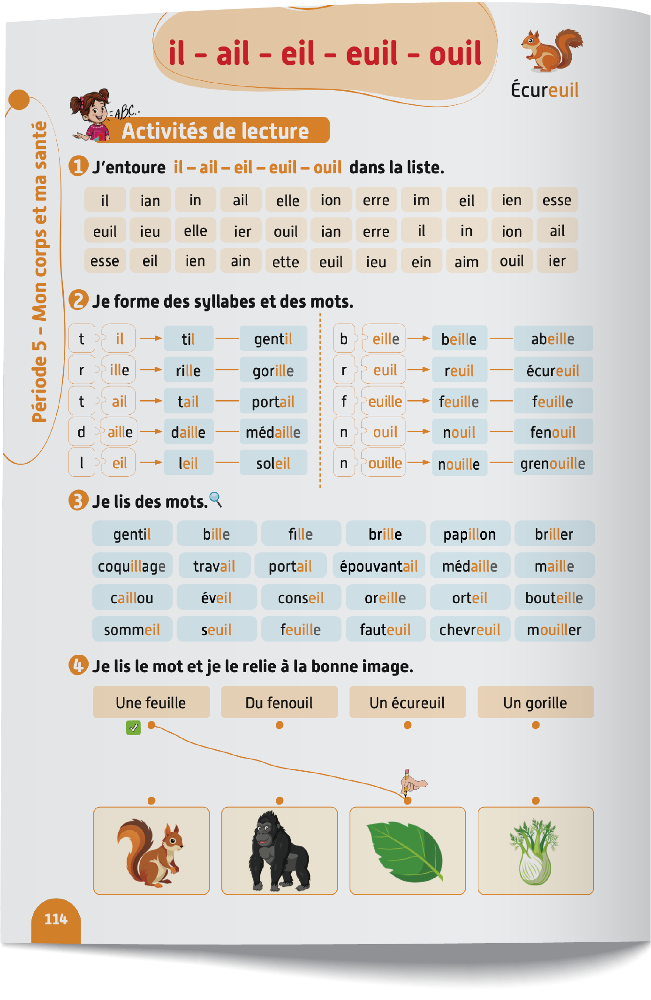 il – ail – eil – euil – ouil
Écureuil
A.B.C..
Activités de lecture
Période 5 – Mon corps et ma santé
1 J'entoure il – ail – eil – euil – ouil dans la liste.
il ian in ail elle ion erre im eil ien esse
euil ieu elle ier ouil ian erre il in ion ail
esse eil ien ain ette euil ieu ein aim ouil ier
2 Je forme des syllabes et des mots.
t il til gentil b eille beille abeille
r ille rille gorille r euil reuil écureuil
t ail tail portail f euille feuille feuille
d aille daille médaille n ouil nouil fenouil
l eil leil soleil n ouille nouille grenouille
3 Je lis des mots.
gentil bille fille brille papillon briller
coquillage travail portail épouvantail médaille maille
caillou éveil conseil oreille orteil bouteille
sommeil seuil feuille fauteuil chevreuil mouiller
4 Je lis le mot et je le relie à la bonne image.
Une feuille Du fenouil Un écureuil Un gorille
114